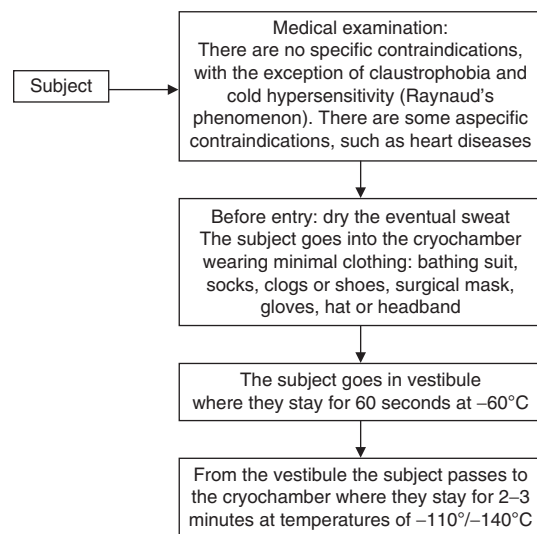 Subject
Medical examination:
There are no specific contraindications,
with the exception of claustrophobia and
cold hypersensitivity (Raynaud's
phenomenon). There are some aspecific
contraindications, such as heart diseases
Before entry: dry the eventual sweat
The subject goes into the cryochamber
wearing minimal clothing: bathing suit,
socks, clogs or shoes, surgical mask,
gloves, hat or headband
The subject goes in vestibule
where they stay for 60 seconds at –60°C
From the vestibule the subject passes to
the cryochamber where they stay for 2–3
minutes at temperatures of –110°/–140°C